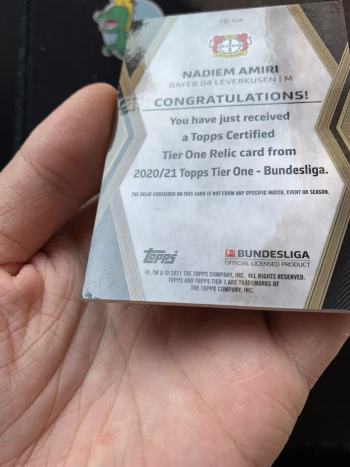 TR-NA
NADIEM AMIRI
BAYER 04 LEVERKUSEN | M
CONGRATULATIONS!
You have just received
a Topps Certified
Tier One Relic card from
2020/21 Topps Tier One - Bundesliga.
THE RELIC CONTAINED ON THIS CARD IS NOT FROM ANY SPECIFIC MATCH, EVENT OR SEASON.
Topps
BUNDESLIGA
OFFICIAL LICENSED PRODUCT
®, TM & © 2021 THE TOPPS COMPANY, INC. ALL RIGHTS RESERVED.
TOPPS AND TOPPS TIER 1 ARE TRADEMARKS OF
THE TOPPS COMPANY, INC.